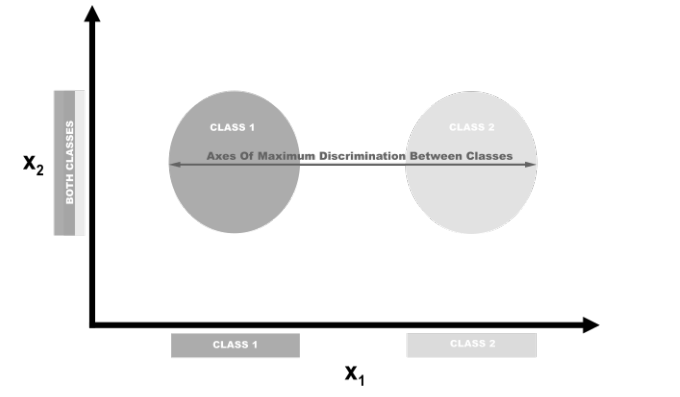 CLASS 1
CLASS 2
Axes Of Maximum Discrimination Between Classes
BOTH CLASSES
X₂
CLASS 1
CLASS 2
X₁